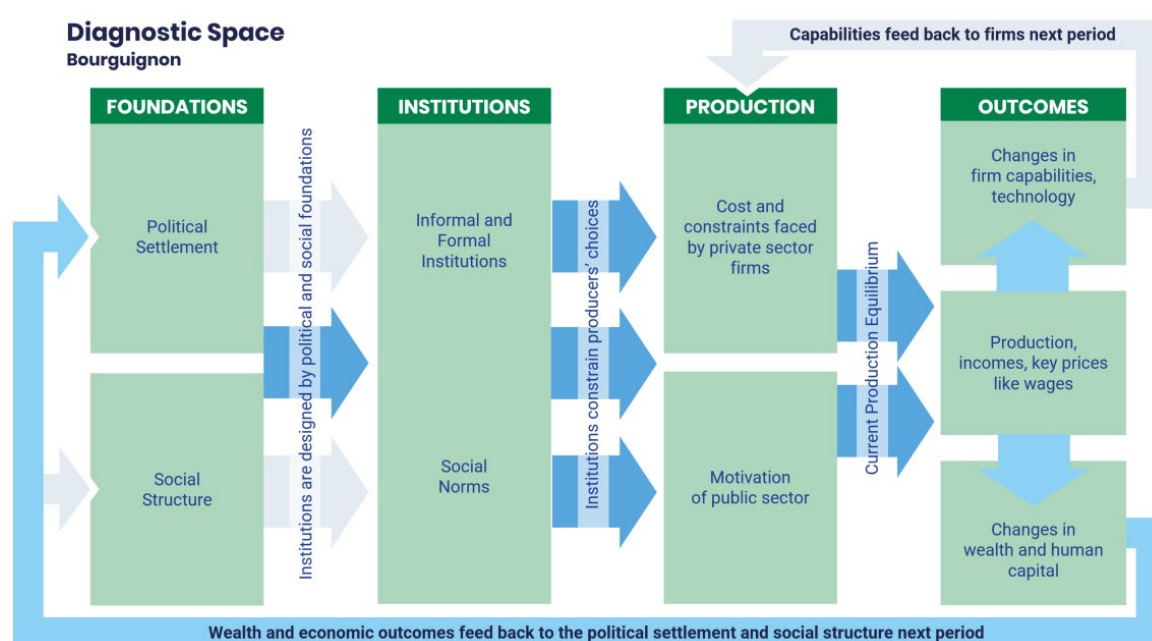 Diagnostic Space
Bourguignon
Capabilities feed back to firms next period
FOUNDATIONS
Political
Settlement
Social
Structure
Institutions are designed by political and social foundations
INSTITUTIONS
Informal and
Formal
Institutions
Social
Norms
Institutions constrain producers' choices
PRODUCTION
Cost and
constraints faced
by private sector
firms
Motivation
of public sector
Current Production Equilibrium
OUTCOMES
Changes in
firm capabilities,
technology
Production,
incomes, key prices
like wages
Changes in
wealth and human
capital
Wealth and economic outcomes feed back to the political settlement and social structure next period